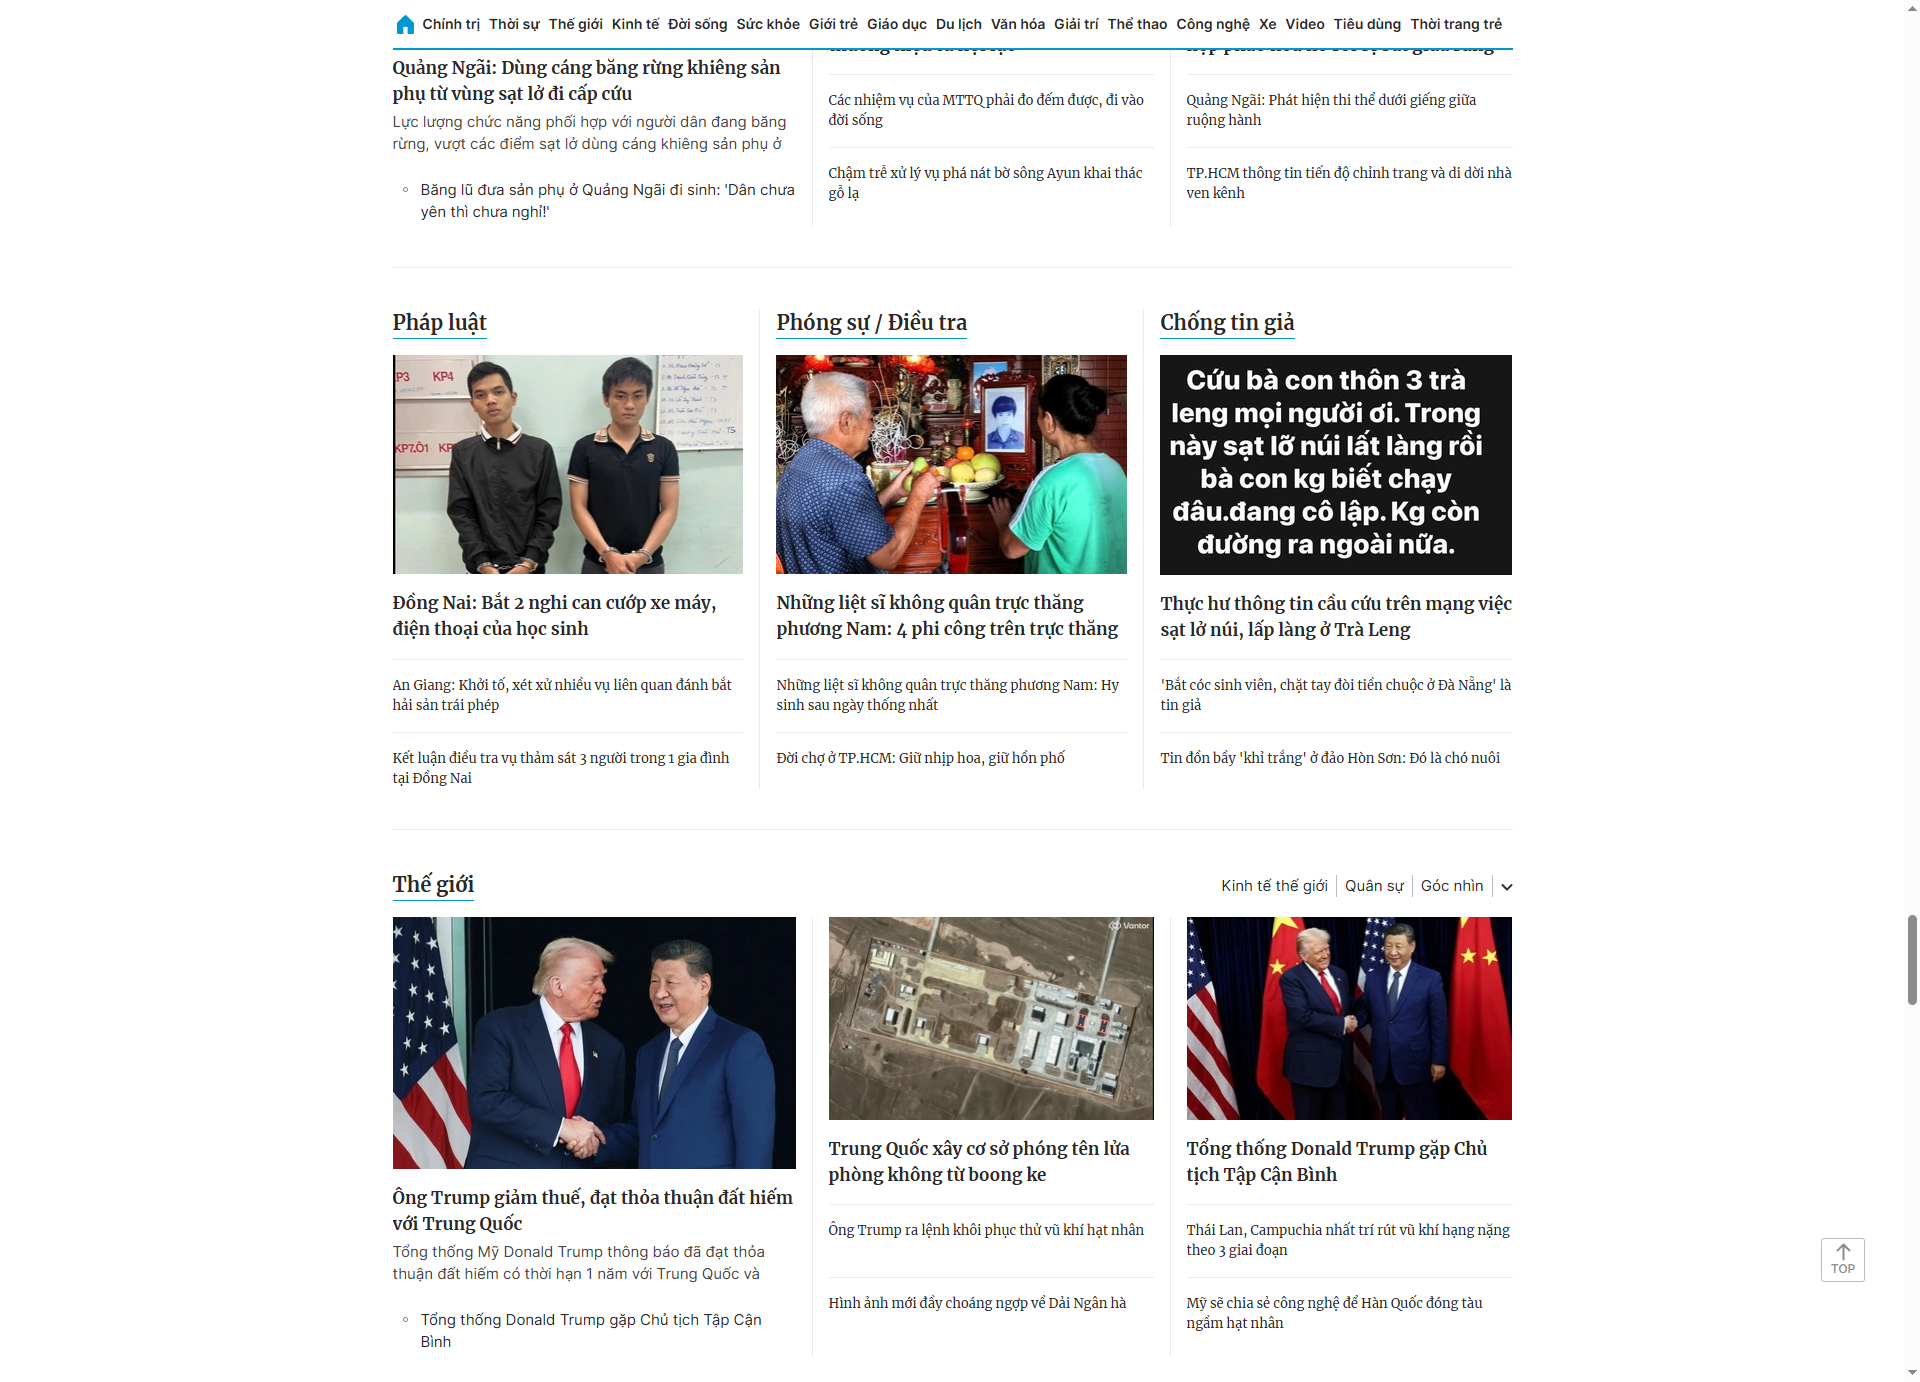 Chính trị Thời sự Thế giới Kinh tế Đời sống Sức khỏe Giới trẻ Giáo dục Du lịch Văn hóa Giải trí Thể thao Công nghệ Xe Video Tiêu dùng Thời trang trẻ
Quảng Ngãi: Dùng cáng băng rừng khiêng sản
phụ từ vùng sạt lở đi cấp cứu
Lực lượng chức năng phối hợp với người dân đang băng
rừng, vượt các điểm sạt lở dùng cáng khiêng sản phụ ở
Băng lũ đưa sản phụ ở Quảng Ngãi đi sinh: 'Dân chưa
yên thì chưa nghỉ!'
Các nhiệm vụ của MTTQ phải đo đếm được, đi vào
đời sống
Chậm trễ xử lý vụ phá nát bờ sông Ayun khai thác
gỗ lạ
Quảng Ngãi: Phát hiện thi thể dưới giếng giữa
ruộng hành
TP.HCM thông tin tiến độ chỉnh trang và di dời nhà
ven kênh
Pháp luật
KP3 KP4
KP7.Ô1 KP
Đồng Nai: Bắt 2 nghi can cướp xe máy,
điện thoại của học sinh
An Giang: Khởi tố, xét xử nhiều vụ liên quan đánh bắt
hải sản trái phép
Kết luận điều tra vụ thảm sát 3 người trong 1 gia đình
tại Đồng Nai
Phóng sự / Điều tra
Những liệt sĩ không quân trực thăng
phương Nam: 4 phi công trên trực thăng
Những liệt sĩ không quân trực thăng phương Nam: Hy
sinh sau ngày thống nhất
Đời chợ ở TP.HCM: Giữ nhịp hoa, giữ hồn phố
Chống tin giả
Cứu bà con thôn 3 trà
leng mọi người ơi. Trong
này sạt lỡ núi lất làng rồi
bà con kg biết chạy
đâu.đang cô lập. Kg còn
đường ra ngoài nữa.
Thực hư thông tin cầu cứu trên mạng việc
sạt lở núi, lấp làng ở Trà Leng
'Bắt cóc sinh viên, chặt tay đòi tiền chuộc ở Đà Nẵng' là
tin giả
Tin đồn bầy 'khỉ trắng' ở đảo Hòn Sơn: Đó là chó nuôi
Thế giới
Kinh tế thế giới Quân sự Góc nhìn
Ông Trump giảm thuế, đạt thỏa thuận đất hiếm
với Trung Quốc
Tổng thống Mỹ Donald Trump thông báo đã đạt thỏa
thuận đất hiếm có thời hạn 1 năm với Trung Quốc và
Tổng thống Donald Trump gặp Chủ tịch Tập Cận
Bình
Vantor
Trung Quốc xây cơ sở phóng tên lửa
phòng không từ boong ke
Ông Trump ra lệnh khôi phục thử vũ khí hạt nhân
Hình ảnh mới đầy choáng ngợp về Dải Ngân hà
Tổng thống Donald Trump gặp Chủ
tịch Tập Cận Bình
Thái Lan, Campuchia nhất trí rút vũ khí hạng nặng
theo 3 giai đoạn
Mỹ sẽ chia sẻ công nghệ để Hàn Quốc đóng tàu
ngầm hạt nhân
TOP